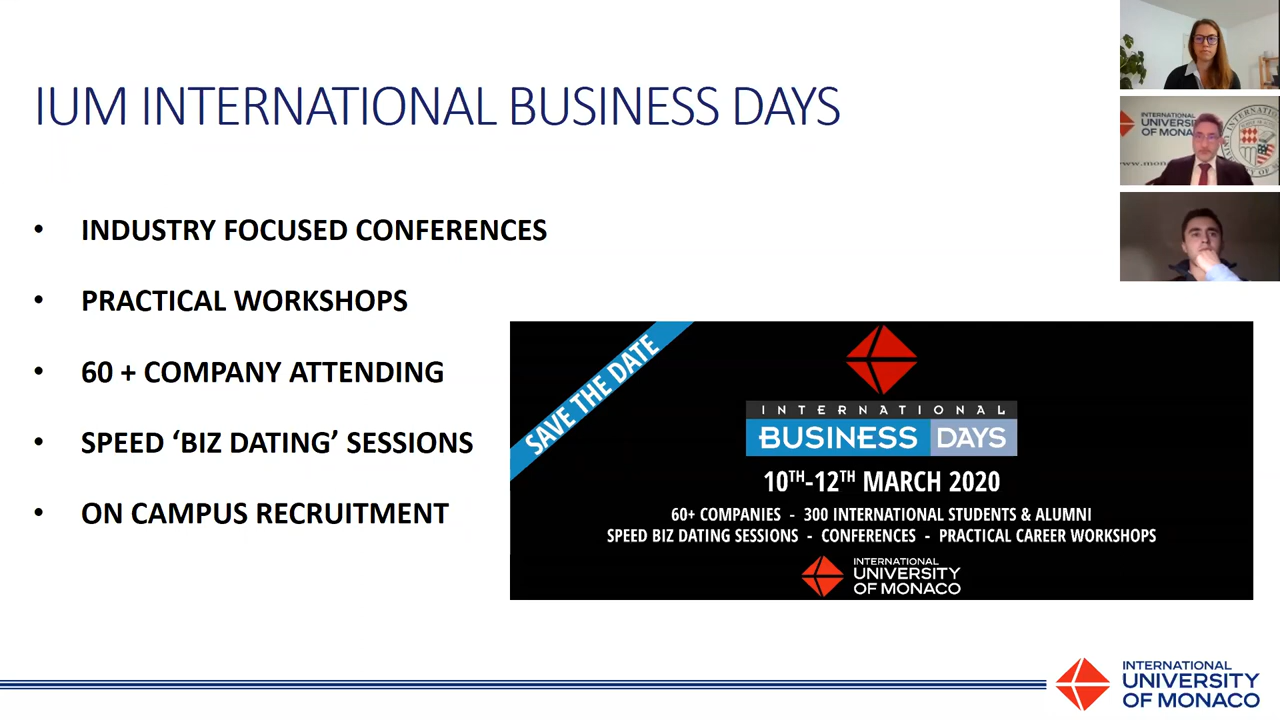 IUM INTERNATIONAL BUSINESS DAYS
• INDUSTRY FOCUSED CONFERENCES
• PRACTICAL WORKSHOPS
• 60 + COMPANY ATTENDING
• SPEED ‘BIZ DATING’ SESSIONS
• ON CAMPUS RECRUITMENT
SAVE THE DATE
INTERNATIONAL
BUSINESS DAYS
10TH-12TH MARCH 2020
60+ COMPANIES - 300 INTERNATIONAL STUDENTS & ALUMNI
SPEED BIZ DATING SESSIONS - CONFERENCES - PRACTICAL CAREER WORKSHOPS
INTERNATIONAL
UNIVERSITY
OF MONACO
INTERNATIONAL
UNIVERSITY
OF MONACO